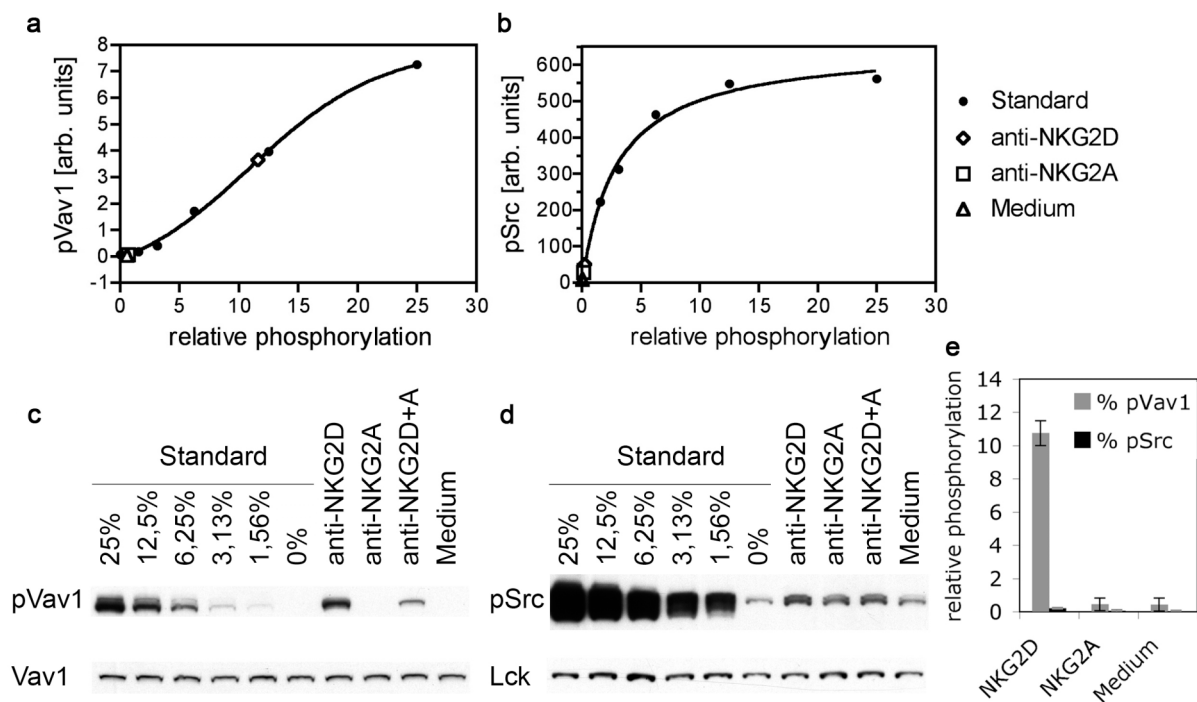 a
pVav1 [arb. units]
8
7
6
5
4
3
2
1
0
-1
0 5 10 15 20 25 30
relative phosphorylation
b
pSrc [arb. units]
600
500
400
300
200
100
0
0 5 10 15 20 25 30
relative phosphorylation
Standard
anti-NKG2D
anti-NKG2A
Medium
c
Standard
25%
12,5%
6,25%
3,13%
1,56%
0%
anti-NKG2D
anti-NKG2A
anti-NKG2D+A
Medium
pVav1
Vav1
d
Standard
25%
12,5%
6,25%
3,13%
1,56%
0%
anti-NKG2D
anti-NKG2A
anti-NKG2D+A
Medium
pSrc
Lck
e
relative phosphorylation
14
12
10
8
6
4
2
0
% pVav1
% pSrc
NKG2D
NKG2A
Medium